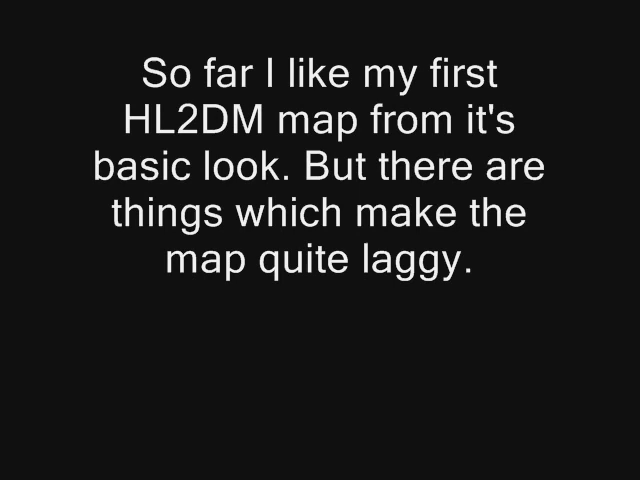 So far I like my first
HL2DM map from it's
basic look. But there are
things which make the
map quite laggy.